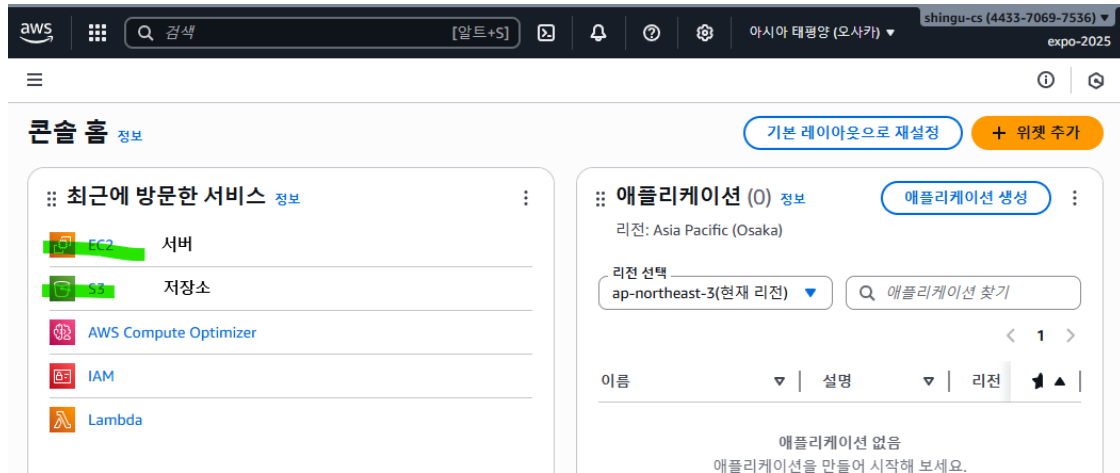 aws
검색 [알트+S]
아시아 태평양 (오사카) ▼
shingu-cs (4433-7069-7536) ▼
expo-2025
콘솔 홈 정보
기본 레이아웃으로 재설정
+ 위젯 추가
최근에 방문한 서비스 정보
EC2 서버
S3 저장소
AWS Compute Optimizer
IAM
Lambda
애플리케이션 (0) 정보
애플리케이션 생성
리전: Asia Pacific (Osaka)
리전 선택
ap-northeast-3(현재 리전) ▼
애플리케이션 찾기
1
이름 설명 리전
애플리케이션 없음
애플리케이션을 만들어 시작해 보세요.